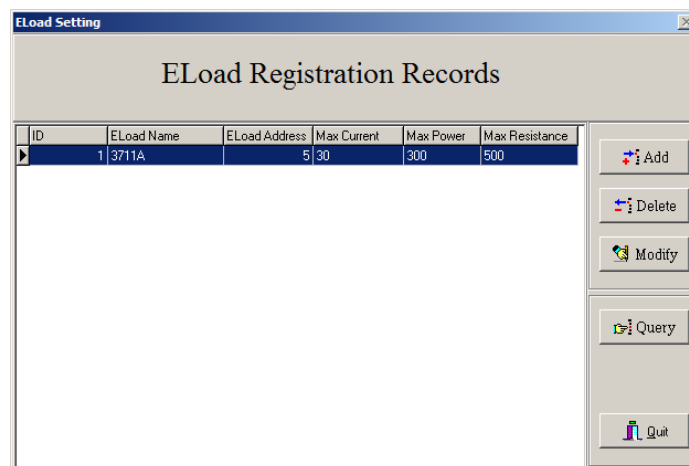 ELoad Setting
ELoad Registration Records
ID ELoad Name ELoad Address Max Current Max Power Max Resistance
1 3711A 5 30 300 500
Add
Delete
Modify
Query
Quit